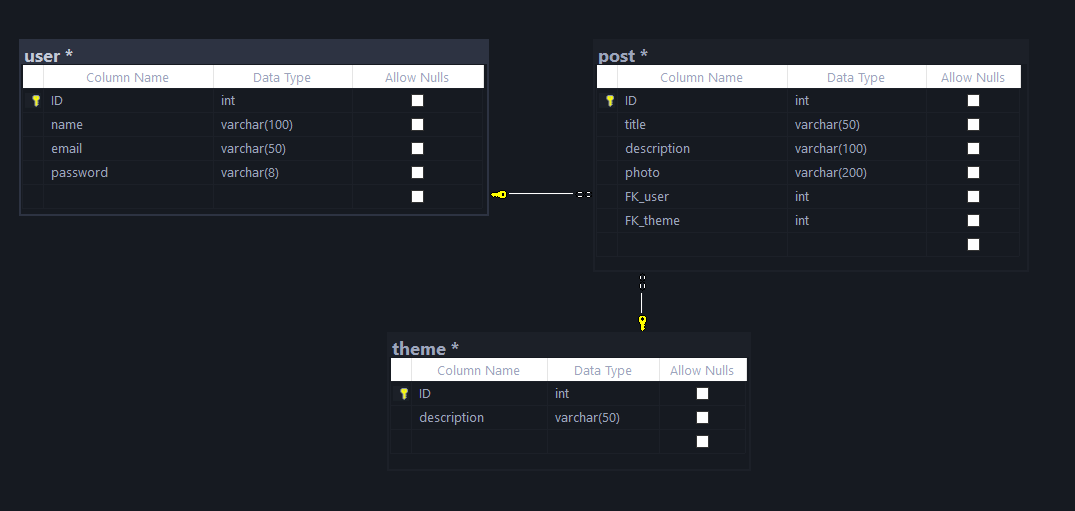 user *
Column Name Data Type Allow Nulls
ID int
name varchar(100)
email varchar(50)
password varchar(8)
post *
Column Name Data Type Allow Nulls
ID int
title varchar(50)
description varchar(100)
photo varchar(200)
FK_user int
FK_theme int
theme *
Column Name Data Type Allow Nulls
ID int
description varchar(50)